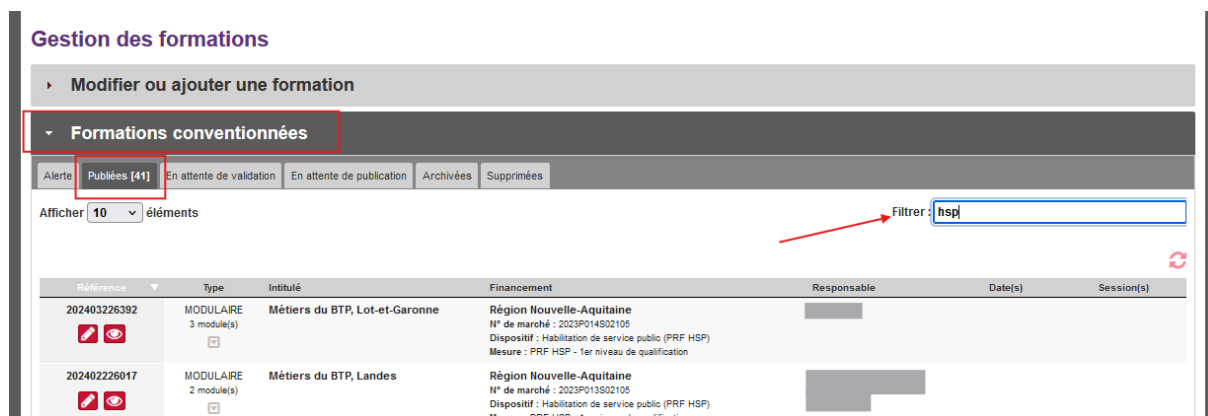 Gestion des formations
Modifier ou ajouter une formation
Formations conventionnées
Alerte Publiées [41] En attente de validation En attente de publication Archivées Supprimées
Afficher 10 éléments Filtrer : hsp
Référence Type Intitulé Financement Responsable Date(s) Session(s)
202403226392 MODULAIRE Métiers du BTP, Lot-et-Garonne Région Nouvelle-Aquitaine
3 module(s) N° de marché : 2023P014S02105
Dispositif : Habilitation de service public (PRF HSP)
Mesure : PRF HSP - 1er niveau de qualification
202402226017 MODULAIRE Métiers du BTP, Landes Région Nouvelle-Aquitaine
2 module(s) N° de marché : 2023P013S02105
Dispositif : Habilitation de service public (PRF HSP)